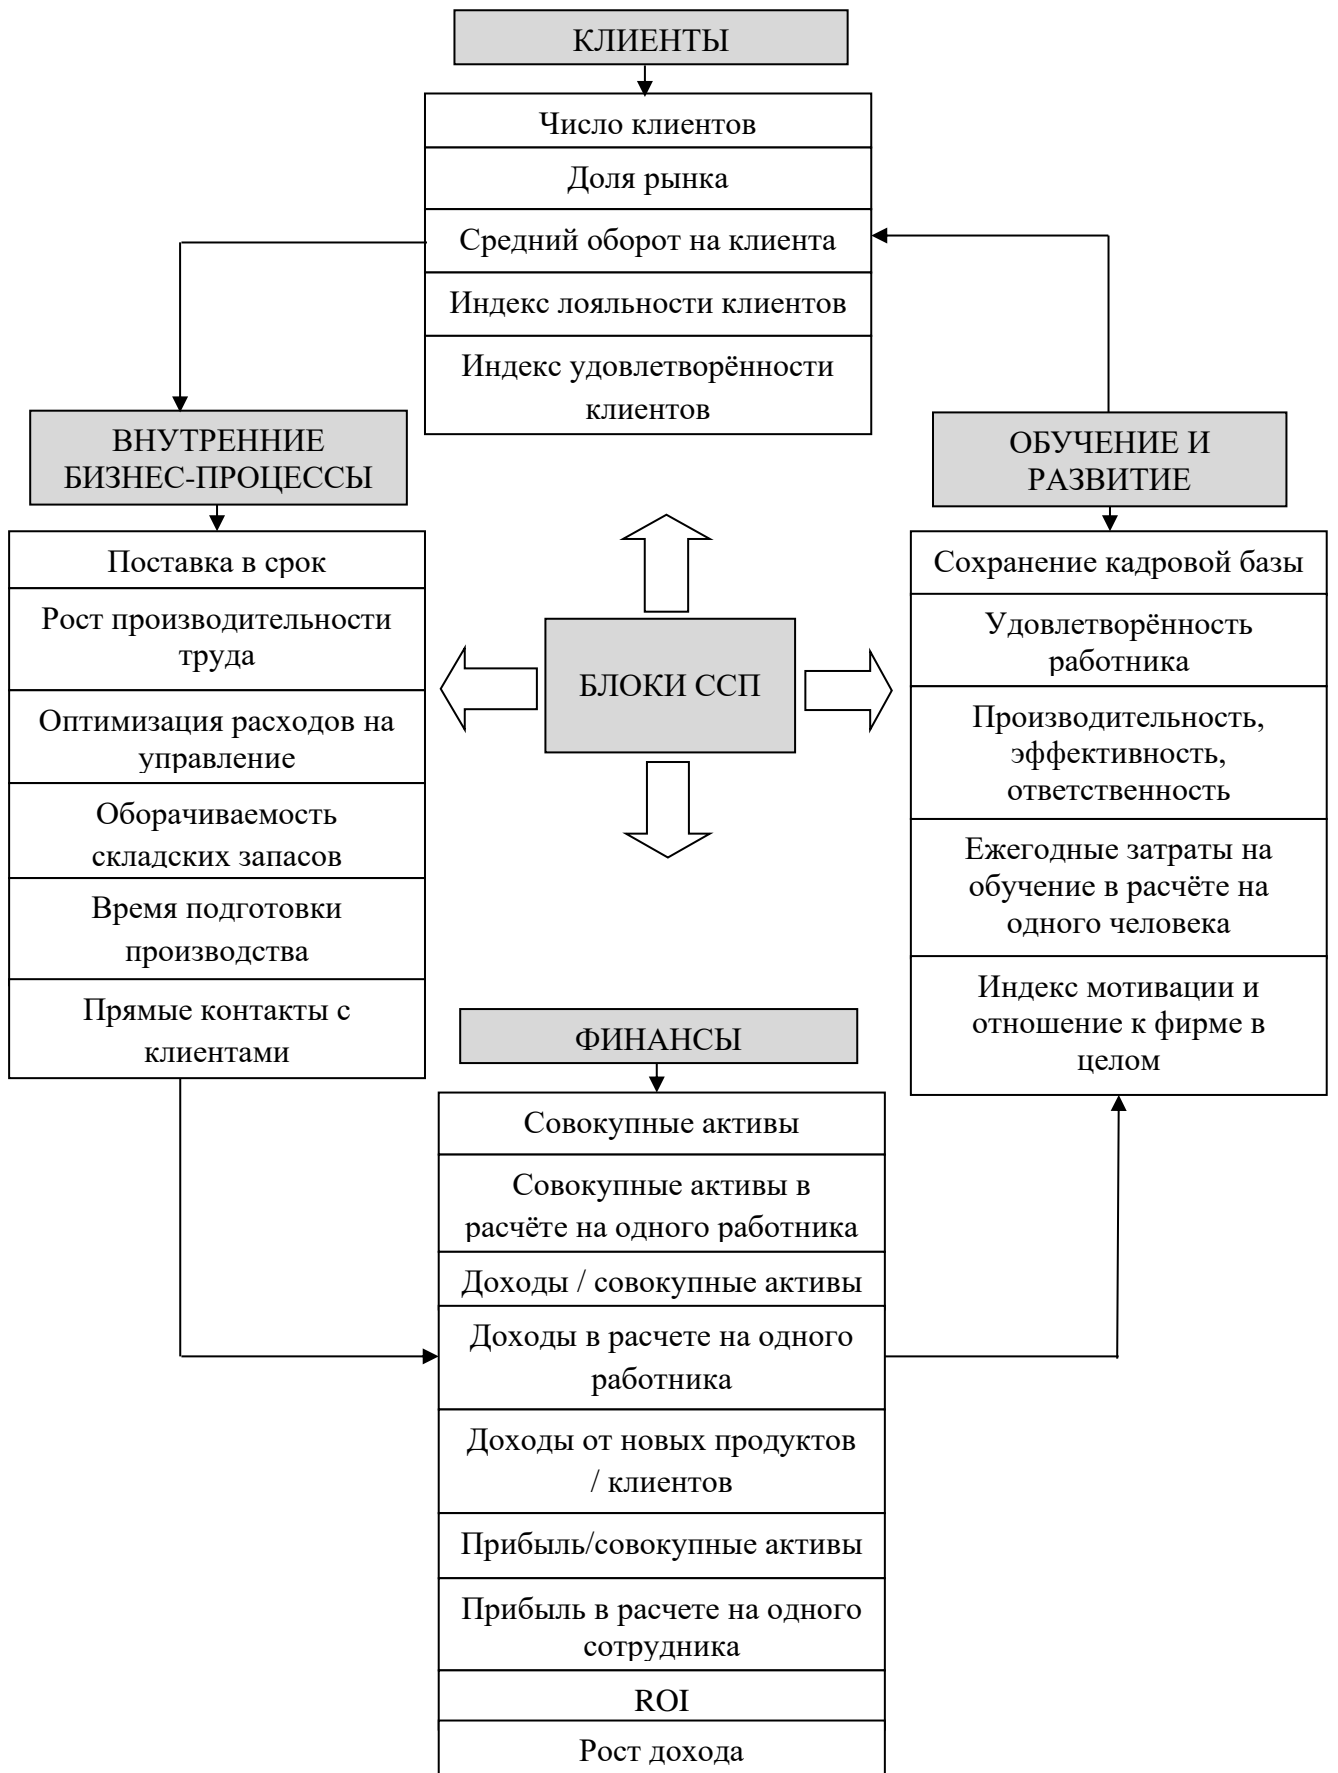 КЛИЕНТЫ
Число клиентов
Доля рынка
Средний оборот на клиента
Индекс лояльности клиентов
Индекс удовлетворённости
клиентов
ВНУТРЕННИЕ
БИЗНЕС-ПРОЦЕССЫ
Поставка в срок
Рост производительности
труда
Оптимизация расходов на
управление
Оборачиваемость
складских запасов
Время подготовки
производства
Прямые контакты с
клиентами
БЛОКИ ССП
ОБУЧЕНИЕ И
РАЗВИТИЕ
Сохранение кадровой базы
Удовлетворённость
работника
Производительность,
эффективность,
ответственность
Ежегодные затраты на
обучение в расчёте на
одного человека
Индекс мотивации и
отношение к фирме в
целом
ФИНАНСЫ
Совокупные активы
Совокупные активы в
расчёте на одного работника
Доходы / совокупные активы
Доходы в расчете на одного
работника
Доходы от новых продуктов
/ клиентов
Прибыль/совокупные активы
Прибыль в расчете на одного
сотрудника
ROI
Рост дохода